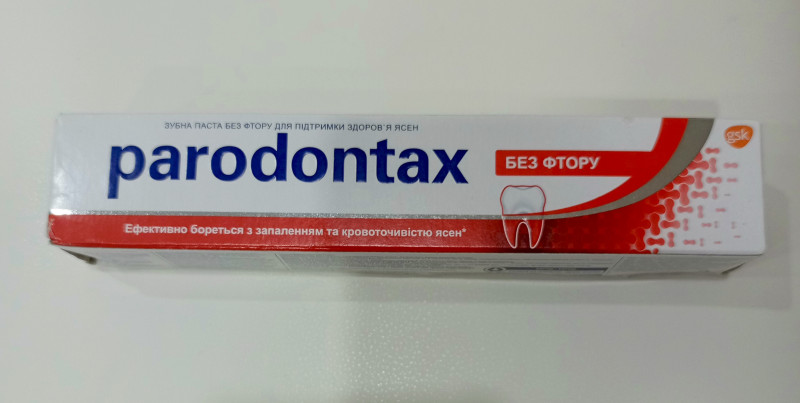 ЗУБНА ПАСТА БЕЗ ФТОРУ ДЛЯ ПІДТРИМКИ ЗДОРОВ'Я ЯСЕН
parodontax
БЕЗ ФТОРУ
gsk
Ефективно бореться з запаленням та кровоточивістю ясен*